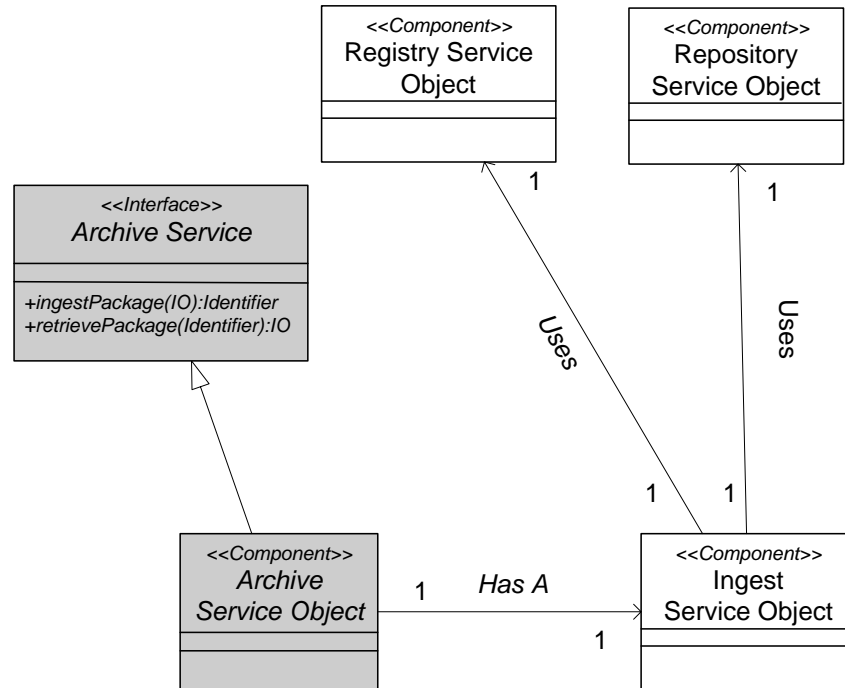 <<Component>>
Registry Service
Object
<<Component>>
Repository
Service Object
1
1
<<Interface>>
Archive Service
+ingestPackage(IO):Identifier
+retrievePackage(Identifier):IO
Uses
Uses
1
1
<<Component>>
Archive
Service Object
1
Has A
1
<<Component>>
Ingest
Service Object